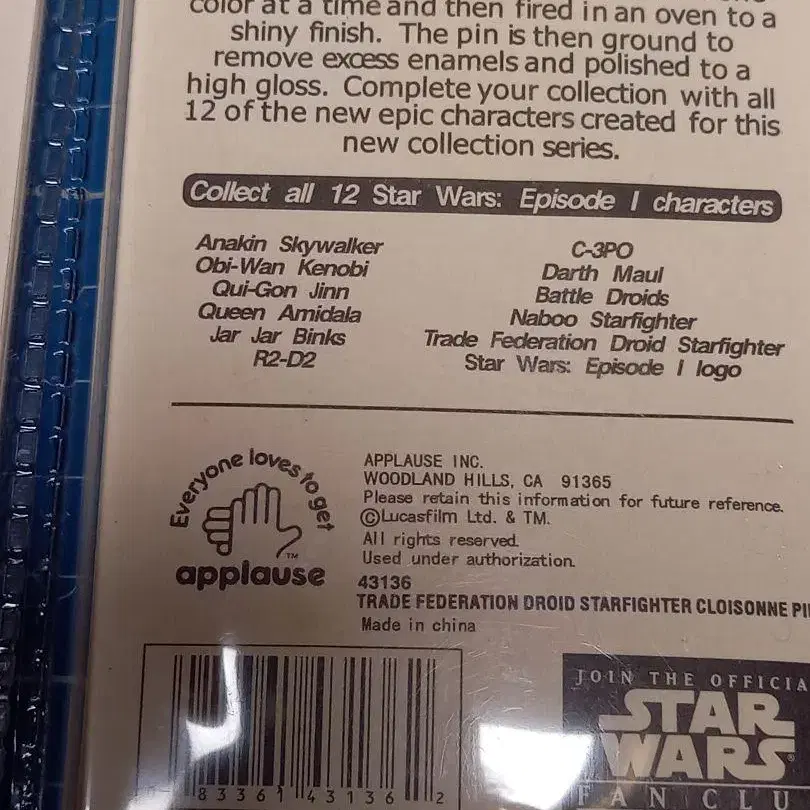 color at a time and then fired in an oven to a
shiny finish. The pin is then ground to
remove excess enamels and polished to a
high gloss. Complete your collection with all
12 of the new epic characters created for this
new collection series.
Collect all 12 Star Wars: Episode I characters
Anakin Skywalker
Obi-Wan Kenobi
Qui-Gon Jinn
Queen Amidala
Jar Jar Binks
R2-D2
C-3PO
Darth Maul
Battle Droids
Naboo Starfighter
Trade Federation Droid Starfighter
Star Wars: Episode I logo
Everyone loves to get
applause
TM
APPLAUSE INC.
WOODLAND HILLS, CA 91365
Please retain this information for future reference.
©Lucasfilm Ltd. & TM.
All rights reserved.
Used under authorization.
43136
TRADE FEDERATION DROID STARFIGHTER CLOISONNE
Made in china
83361 43136 2
JOIN THE
STAR
WARS®
FAN